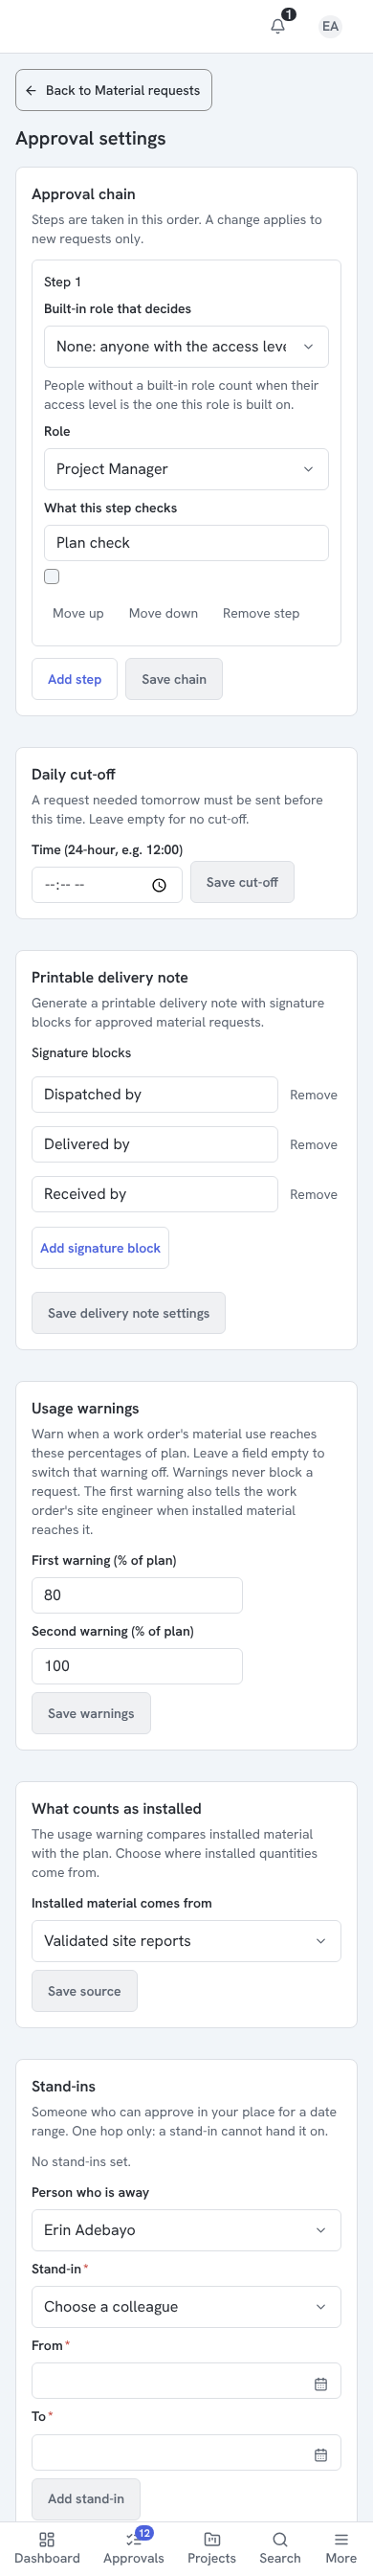 1
EA
Back to Material requests
Approval settings
Approval chain
Steps are taken in this order. A change applies to
new requests only.
Step 1
Built-in role that decides
None: anyone with the access leve
People without a built-in role count when their
access level is the one this role is built on.
Role
Project Manager
What this step checks
Plan check
Move up Move down Remove step
Add step Save chain
Daily cut-off
A request needed tomorrow must be sent before
this time. Leave empty for no cut-off.
Time (24-hour, e.g. 12:00)
--:-- -- Save cut-off
Printable delivery note
Generate a printable delivery note with signature
blocks for approved material requests.
Signature blocks
Dispatched by Remove
Delivered by Remove
Received by Remove
Add signature block
Save delivery note settings
Usage warnings
Warn when a work order's material use reaches
these percentages of plan. Leave a field empty to
switch that warning off. Warnings never block a
request. The first warning also tells the work
order's site engineer when installed material
reaches it.
First warning (% of plan)
80
Second warning (% of plan)
100
Save warnings
What counts as installed
The usage warning compares installed material
with the plan. Choose where installed quantities
come from.
Installed material comes from
Validated site reports
Save source
Stand-ins
Someone who can approve in your place for a date
range. One hop only: a stand-in cannot hand it on.
No stand-ins set.
Person who is away
Erin Adebayo
Stand-in *
Choose a colleague
From *
To *
Add stand-in
12
Dashboard Approvals Projects Search More